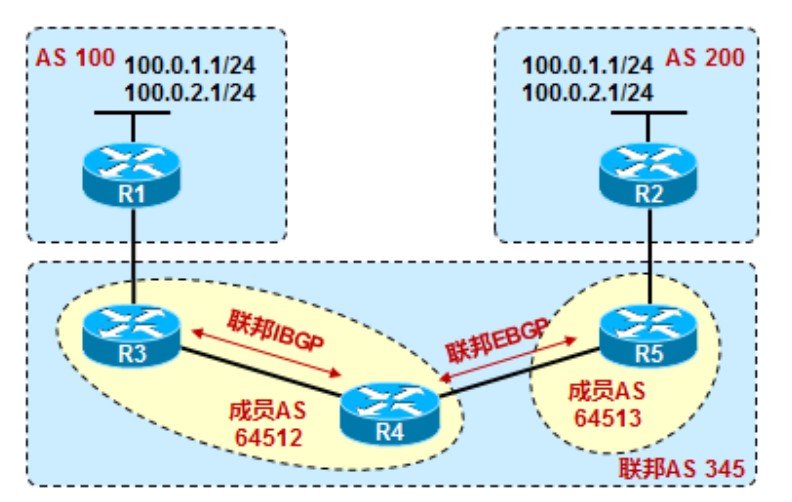 AS 100
100.0.1.1/24
100.0.2.1/24
R1
100.0.1.1/24
100.0.2.1/24
AS 200
R2
R3
联邦IBGP
联邦EBGP
R5
成员AS
64512
R4
成员AS
64513
联邦AS 345